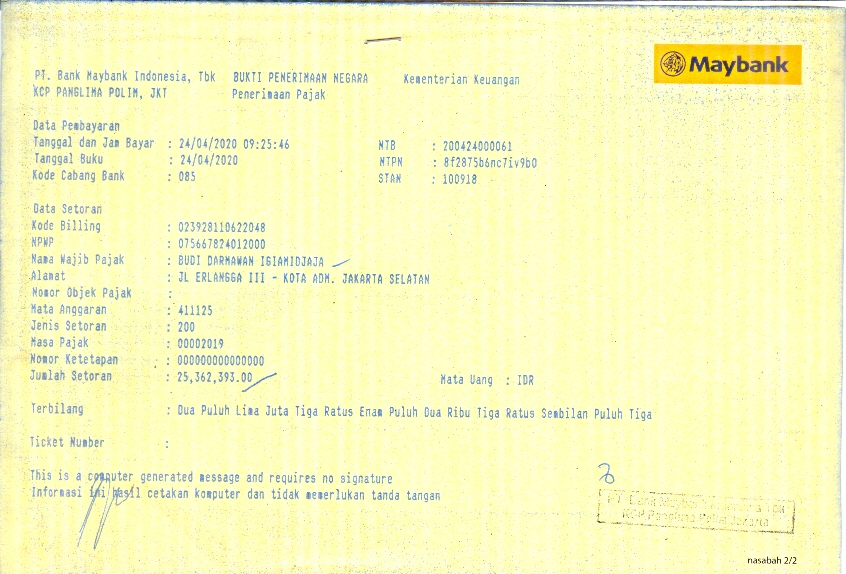 Maybank
PT. Bank Maybank Indonesia, Tbk BUKTI PENERIMAAN NEGARA Kementerian Keuangan
KCP PANGLIMA POLIM, JKT Penerimaan Pajak
Data Pembayaran
Tanggal dan Jam Bayar : 24/04/2020 09:25:46 NTB : 200424000061
Tanggal Buku : 24/04/2020 NTPN : 8f2875b6nc7iv9b0
Kode Cabang Bank : 085 STAN : 100918
Data Setoran
Kode Billing : 023928110622048
NPWP : 075667824012000
Nama Wajib Pajak : BUDI DARMAWAN IGIAMIDJAJA
Alamat : JL ERLANGGA III - KOTA ADM. JAKARTA SELATAN
Nomor Objek Pajak :
Mata Anggaran : 411125
Jenis Setoran : 200
Masa Pajak : 00002019
Nomor Ketetapan : 000000000000000
Jumlah Setoran : 25,362,393.00 Mata Uang : IDR
Terbilang : Dua Puluh Lima Juta Tiga Ratus Enam Puluh Dua Ribu Tiga Ratus Sembilan Puluh Tiga
Ticket Number :
This is a computer generated message and requires no signature
Informasi ini hasil cetakan komputer dan tidak memerlukan tanda tangan
PT. Bank Maybank Indonesia Tbk
KCP Panglima Polim Jakarta
nasabah 2/2